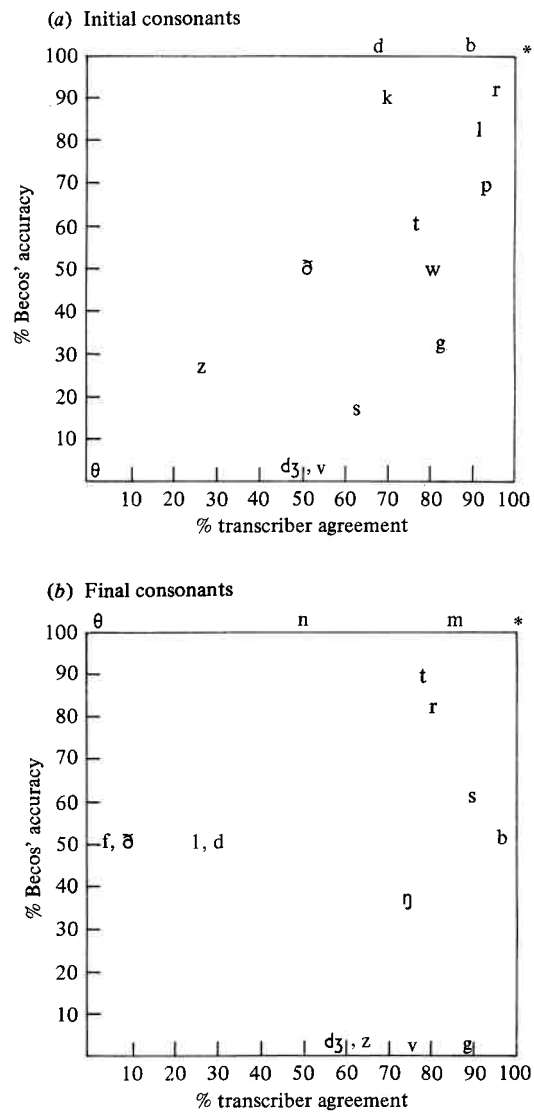 (a) Initial consonants
d b *
100
90 k r
80 l
70 p
60 t
50 ð w
40
30 g
20 z
s
10
θ dʒ, v
10 20 30 40 50 60 70 80 90 100
% transcriber agreement
% Becos' accuracy
(b) Final consonants
θ n m *
100
90 t
80 r
70
60 s
50 f, ð l, d b
40 ŋ
30
20
10
dʒ, z v g
10 20 30 40 50 60 70 80 90 100
% transcriber agreement
% Becos' accuracy